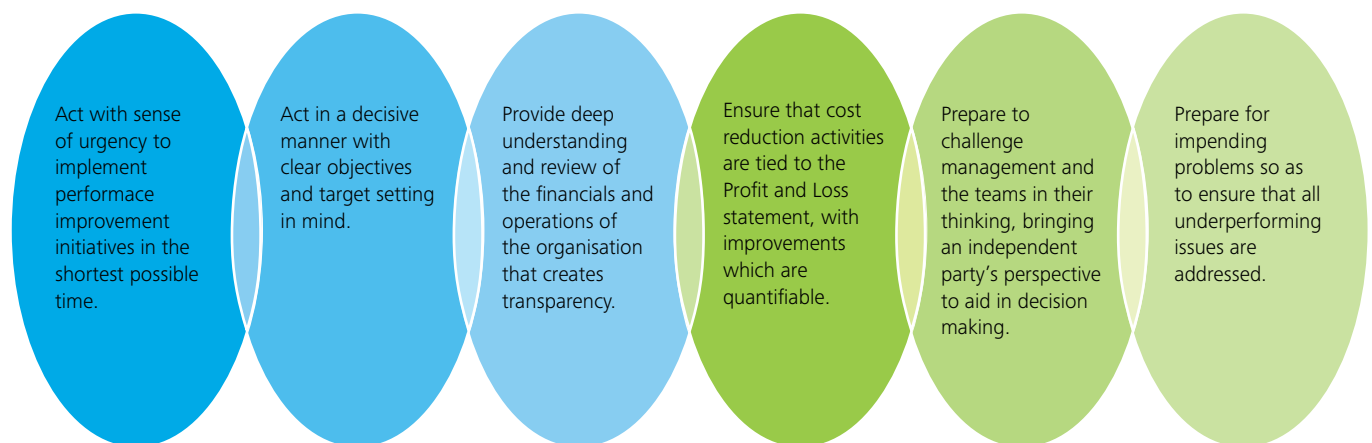 Act with sense
of urgency to
implement
performace
improvement
initiatives in the
shortest possible
time.
Act in a decisive
manner with
clear objectives
and target setting
in mind.
Provide deep
understanding
and review of
the financials and
operations of
the organisation
that creates
transparency.
Ensure that cost
reduction activities
are tied to the
Profit and Loss
statement, with
improvements
which are
quantifiable.
Prepare to
challenge
management and
the teams in their
thinking, bringing
an independent
party’s perspective
to aid in decision
making.
Prepare for
impending
problems so as
to ensure that all
underperforming
issues are
addressed.